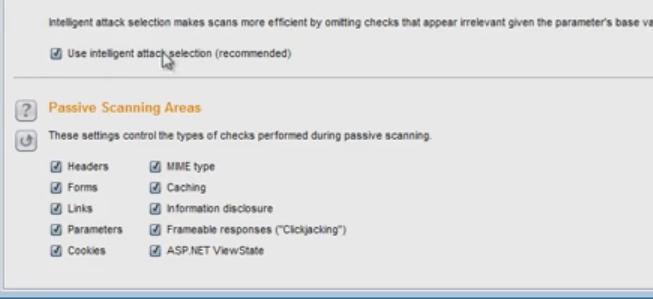 Intelligent attack selection makes scans more efficient by omitting checks that appear irrelevant given the parameter's base
Use intelligent attack selection (recommended)
? Passive Scanning Areas
These settings control the types of checks performed during passive scanning.
Headers MIME type
Forms Caching
Links Information disclosure
Parameters Frameable responses ("Clickjacking")
Cookies ASP.NET ViewState